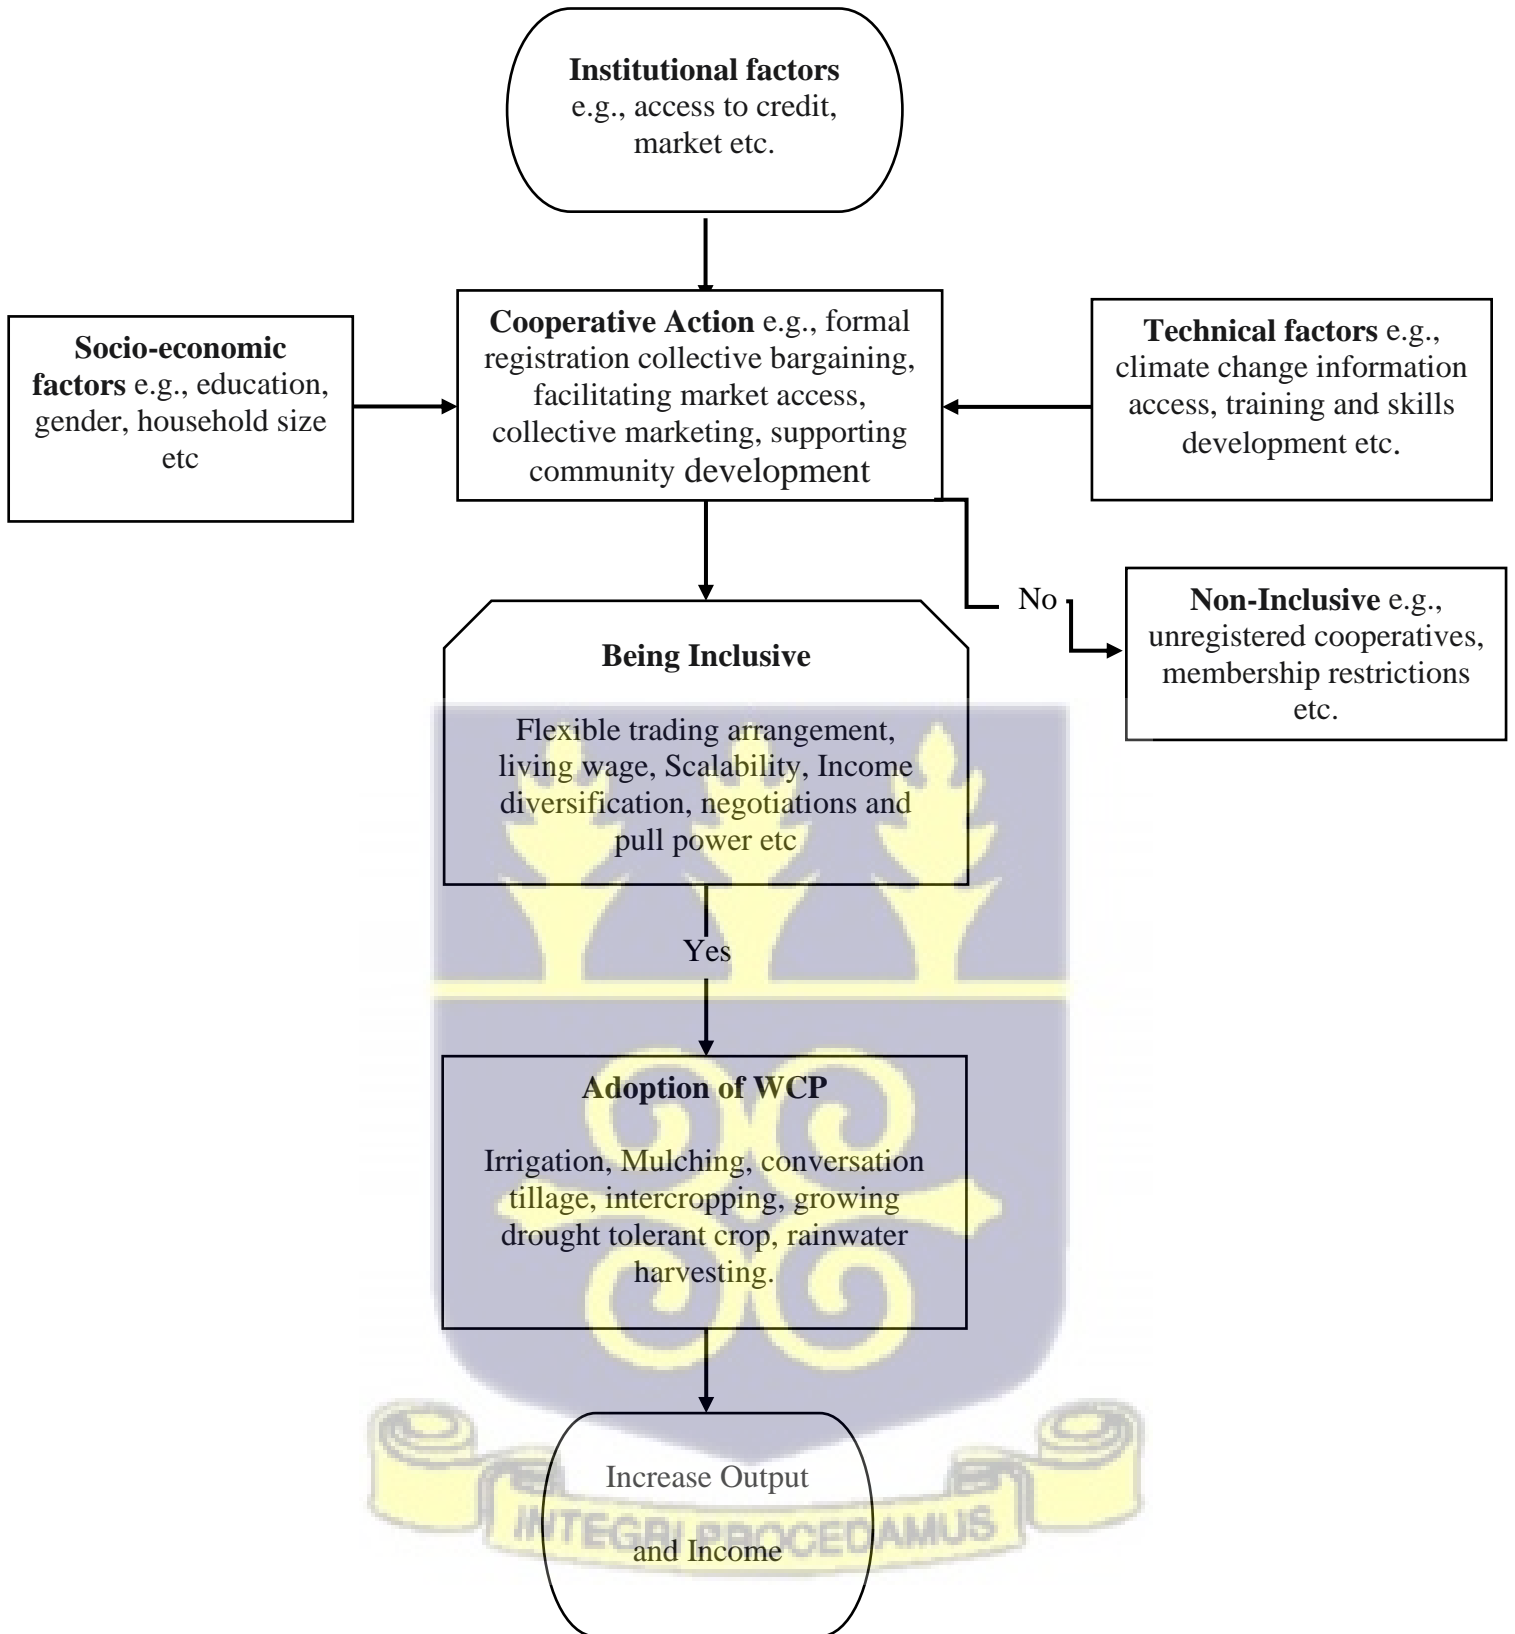 Institutional factors
e.g., access to credit,
market etc.
Socio-economic
factors e.g., education,
gender, household size
etc
Cooperative Action e.g., formal
registration collective bargaining,
facilitating market access,
collective marketing, supporting
community development
Technical factors e.g.,
climate change information
access, training and skills
development etc.
No
Non-Inclusive e.g.,
unregistered cooperatives,
membership restrictions
etc.
Being Inclusive
Flexible trading arrangement,
living wage, Scalability, Income
diversification, negotiations and
pull power etc
Yes
Adoption of WCP
Irrigation, Mulching, conversation
tillage, intercropping, growing
drought tolerant crop, rainwater
harvesting.
Increase Output
INTEGRI PROCEDAMUS
and Income